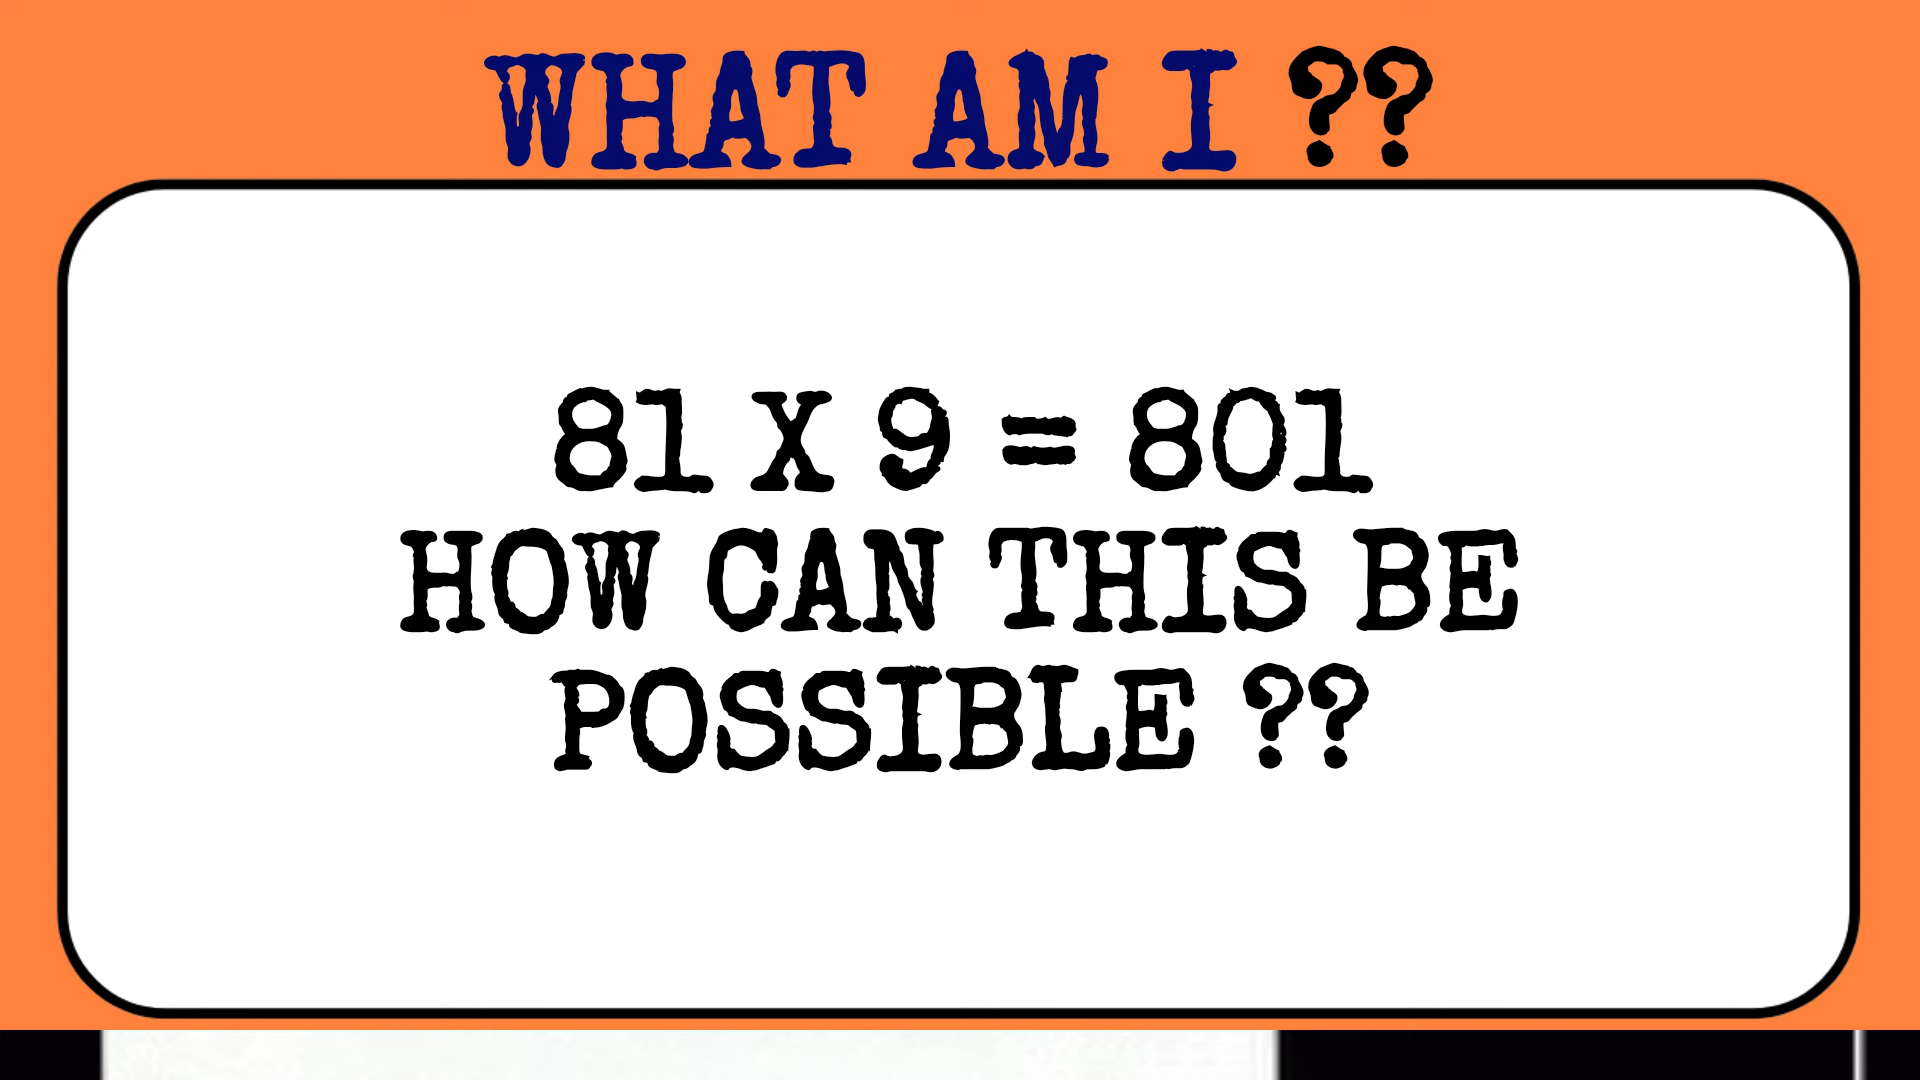 WHAT AM I ??
81 X 9 = 801
HOW CAN THIS BE
POSSIBLE ??